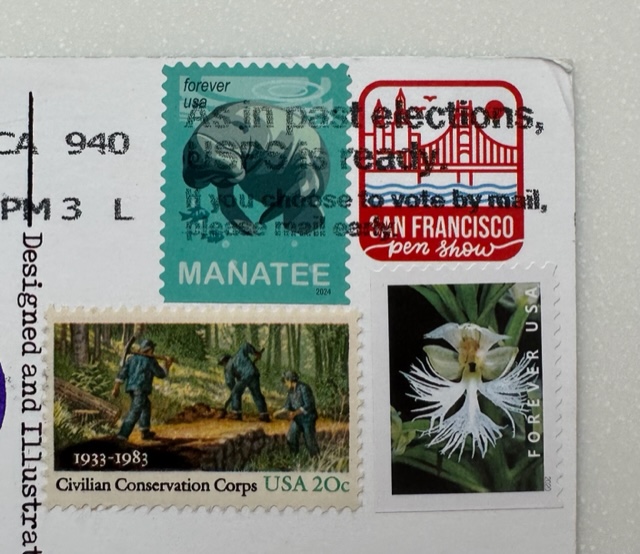 CA 940
PM 3 L
forever
usa
As in past elections,
USPS is ready.
If you choose to vote by mail,
please mail early.
MANATEE
2024
SAN FRANCISCO
pen show
1933-1983
Civilian Conservation Corps USA 20c
FOREVER USA
Designed and Illustrat